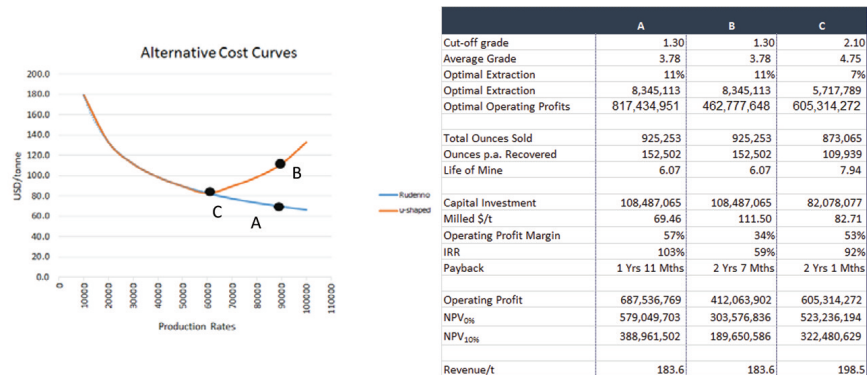 Alternative Cost Curves
200.0
180.0
160.0
140.0
120.0
100.0
80.0
60.0
40.0
20.0
0.0
USD/tonne
0
10000
20000
30000
40000
50000
60000
70000
80000
90000
100000
110000
Production Rates
A
B
C
Rudenno
u-shaped
A B C
Cut-off grade 1.30 1.30 2.10
Average Grade 3.78 3.78 4.75
Optimal Extraction 11% 11% 7%
Optimal Extraction 8,345,113 8,345,113 5,717,789
Optimal Operating Profits 817,434,951 462,777,648 605,314,272
Total Ounces Sold 925,253 925,253 873,065
Ounces p.a. Recovered 152,502 152,502 109,939
Life of Mine 6.07 6.07 7.94
Capital Investment 108,487,065 108,487,065 82,078,077
Milled $/t 69.46 111.50 82.71
Operating Profit Margin 57% 34% 53%
IRR 103% 59% 92%
Payback 1 Yrs 11 Mths 2 Yrs 7 Mths 2 Yrs 1 Mths
Operating Profit 687,536,769 412,063,902 605,314,272
NPV0% 579,049,703 303,576,836 523,236,194
NPV10% 388,961,502 189,650,586 322,480,629
Revenue/t 183.6 183.6 198.5